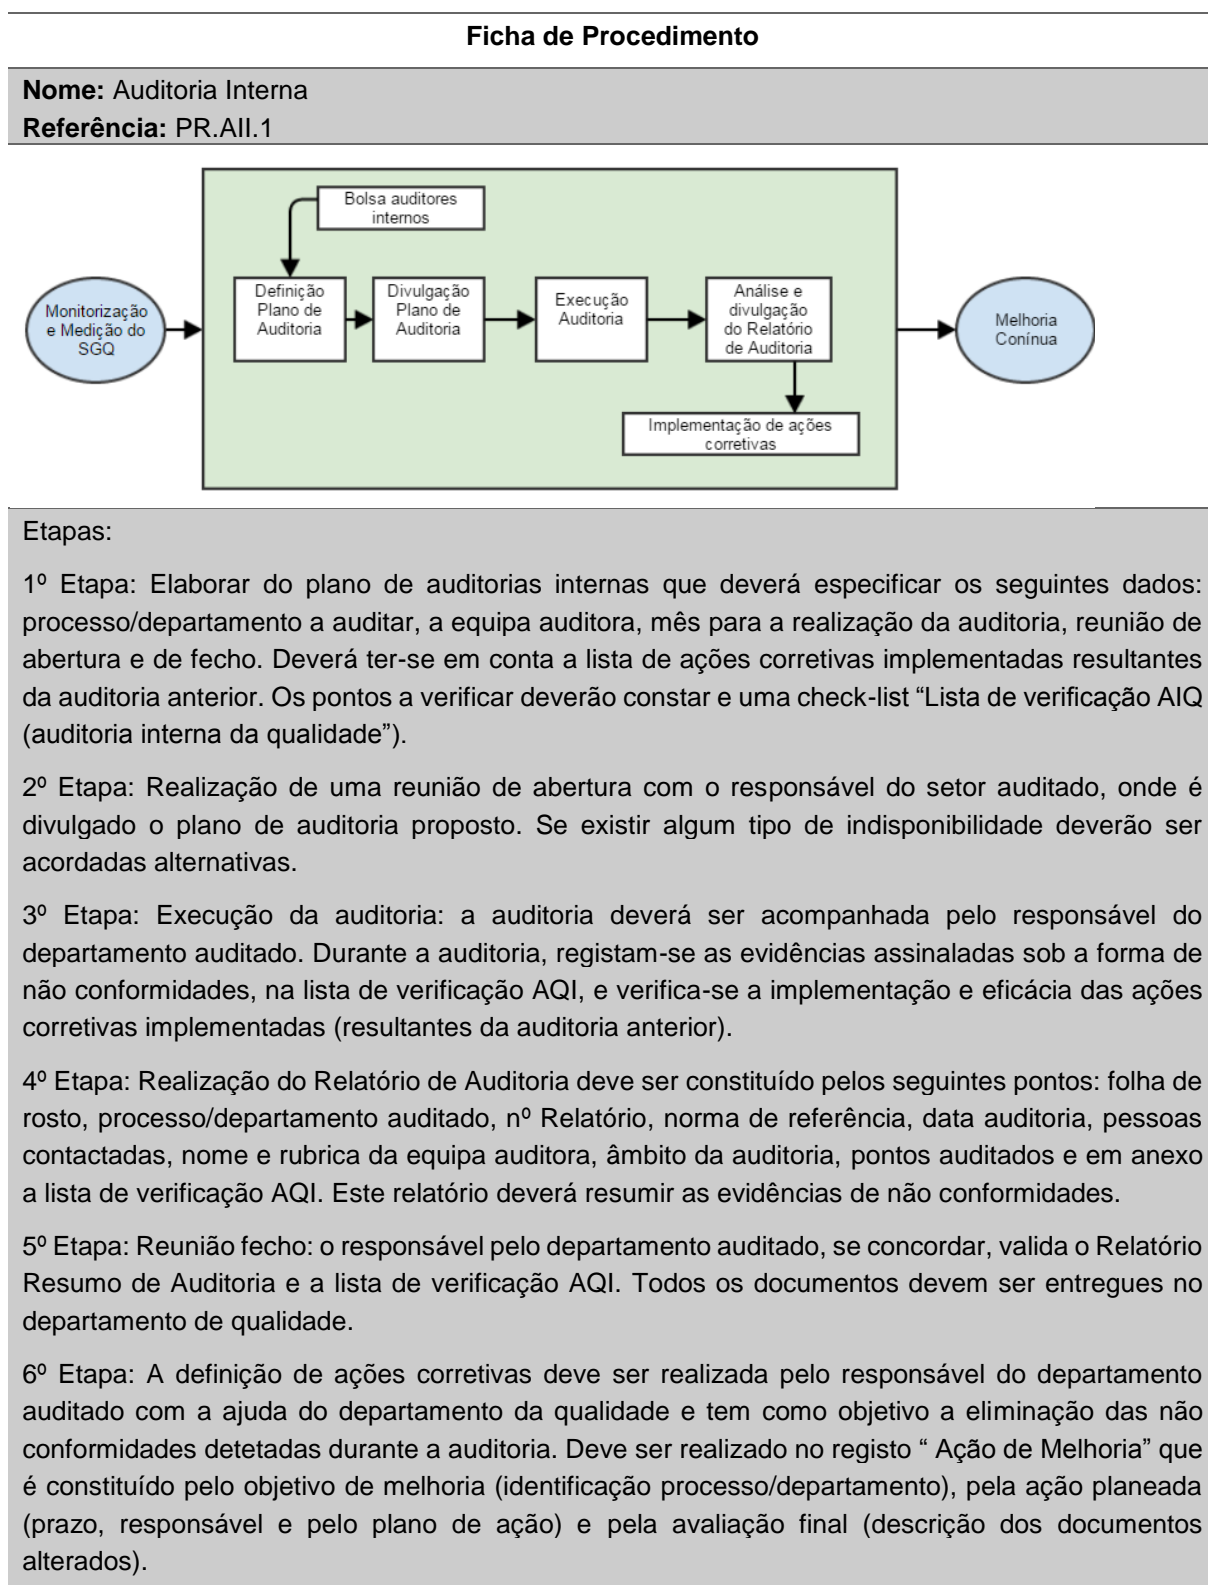 Ficha de Procedimento
Nome: Auditoria Interna
Referência: PR.AII.1
Bolsa auditores
internos
Monitorização
e Medição do
SGQ
Definição
Plano de
Auditoria
Divulgação
Plano de
Auditoria
Execução
Auditoria
Análise e
divulgação
do Relatório
de Auditoria
Melhoria
Conínua
Implementação de ações
corretivas
Etapas:
1º Etapa: Elaborar do plano de auditorias internas que deverá especificar os seguintes dados:
processo/departamento a auditar, a equipa auditora, mês para a realização da auditoria, reunião de
abertura e de fecho. Deverá ter-se em conta a lista de ações corretivas implementadas resultantes
da auditoria anterior. Os pontos a verificar deverão constar e uma check-list “Lista de verificação AIQ
(auditoria interna da qualidade”).
2º Etapa: Realização de uma reunião de abertura com o responsável do setor auditado, onde é
divulgado o plano de auditoria proposto. Se existir algum tipo de indisponibilidade deverão ser
acordadas alternativas.
3º Etapa: Execução da auditoria: a auditoria deverá ser acompanhada pelo responsável do
departamento auditado. Durante a auditoria, registam-se as evidências assinaladas sob a forma de
não conformidades, na lista de verificação AQI, e verifica-se a implementação e eficácia das ações
corretivas implementadas (resultantes da auditoria anterior).
4º Etapa: Realização do Relatório de Auditoria deve ser constituído pelos seguintes pontos: folha de
rosto, processo/departamento auditado, nº Relatório, norma de referência, data auditoria, pessoas
contactadas, nome e rubrica da equipa auditora, âmbito da auditoria, pontos auditados e em anexo
a lista de verificação AQI. Este relatório deverá resumir as evidências de não conformidades.
5º Etapa: Reunião fecho: o responsável pelo departamento auditado, se concordar, valida o Relatório
Resumo de Auditoria e a lista de verificação AQI. Todos os documentos devem ser entregues no
departamento de qualidade.
6º Etapa: A definição de ações corretivas deve ser realizada pelo responsável do departamento
auditado com a ajuda do departamento da qualidade e tem como objetivo a eliminação das não
conformidades detetadas durante a auditoria. Deve ser realizado no registo “ Ação de Melhoria” que
é constituído pelo objetivo de melhoria (identificação processo/departamento), pela ação planeada
(prazo, responsável e pelo plano de ação) e pela avaliação final (descrição dos documentos
alterados).